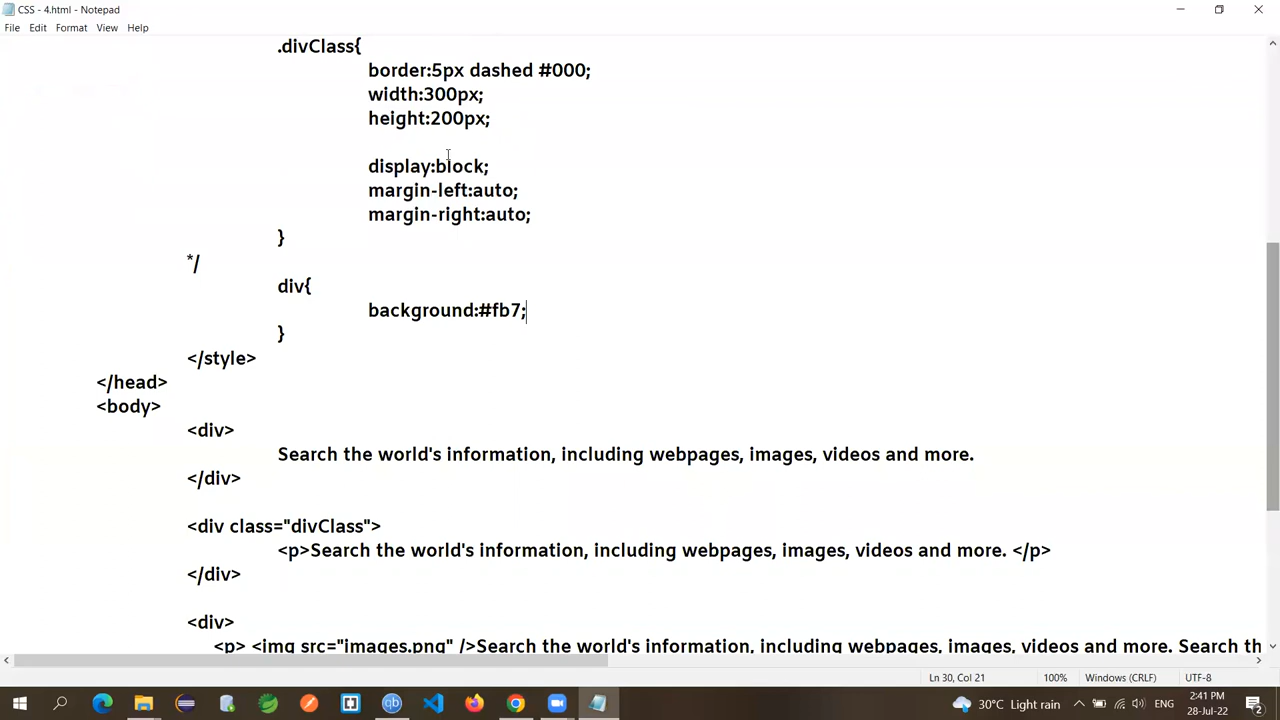 CSS - 4.html - Notepad
File Edit Format View Help
.divClass{
border:5px dashed #000;
width:300px;
height:200px;
display:block;
margin-left:auto;
margin-right:auto;
}
*/
div{
background:#fb7;
}
</style>
</head>
<body>
<div>
Search the world's information, including webpages, images, videos and more.
</div>
<div class="divClass">
<p>Search the world's information, including webpages, images, videos and more. </p>
</div>
<div>
<p> <img src="images.png" />Search the world's information, including webpages, images, videos and more. Search th
Ln 30, Col 21 100% Windows (CRLF) UTF-8
qb 30°C Light rain ENG 2:41 PM
28-Jul-22 2